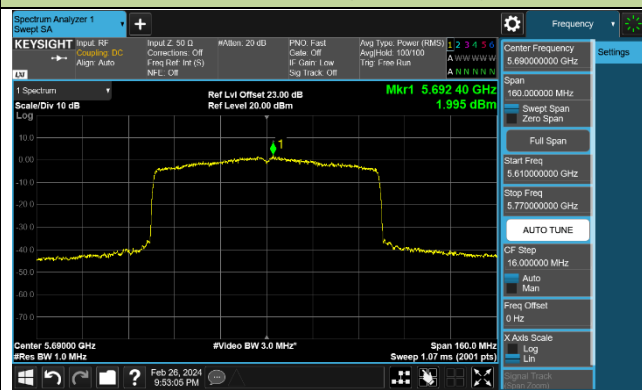 Spectrum Analyzer 1
Swept SA
+
Frequency
KEYSIGHT
Input: RF
Coupling: DC
Align: Auto
Input Z: 50 Ω
Corrections: Off
Freq Ref: Int (S)
NFE: Off
#Atten: 20 dB
PNO: Fast
Gate: Off
IF Gain: Low
Sig Track: Off
Avg Type: Power (RMS)
Avg|Hold: 100/100
Trig: Free Run
1 2 3 4 5 6
A W W W W W
A N N N N N
LXI
1 Spectrum
Scale/Div 10 dB
Log
Ref Lvl Offset 23.00 dB
Ref Level 20.00 dBm
Mkr1 5.692 40 GHz
1.995 dBm
1
10.0
0.00
-10.0
-20.0
-30.0
-40.0
-50.0
-60.0
-70.0
Center 5.69000 GHz
#Res BW 1.0 MHz
#Video BW 3.0 MHz*
Span 160.0 MHz
Sweep 1.07 ms (2001 pts)
Center Frequency
5.690000000 GHz
Span
160.000000 MHz
Swept Span
Zero Span
Full Span
Start Freq
5.610000000 GHz
Stop Freq
5.770000000 GHz
AUTO TUNE
CF Step
16.000000 MHz
Auto
Man
Freq Offset
0 Hz
X Axis Scale
Log
Lin
Signal Track
(Span Zoom)
Settings
?
Feb 26, 2024
9:53:05 PM